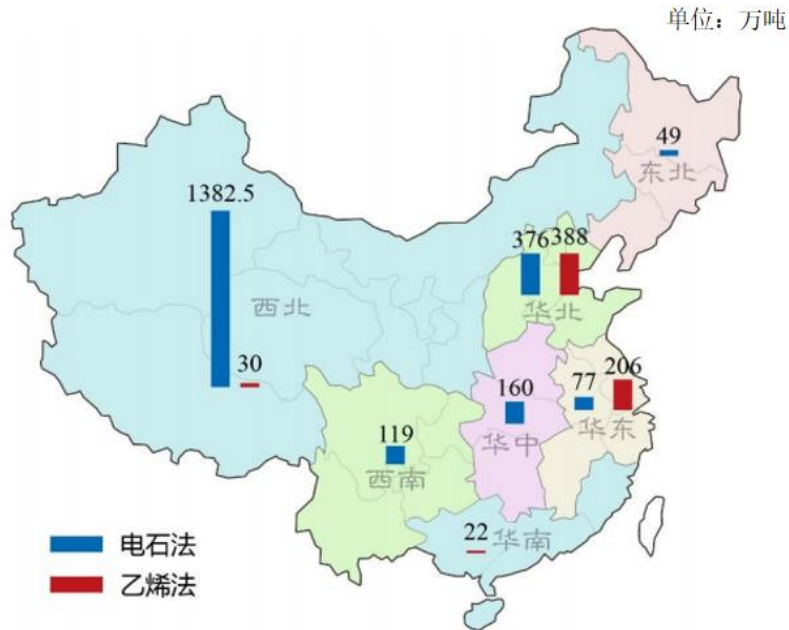 单位：万吨
49
东北
1382.5
376 388
西北
华北
30
160
77
206
119
华中
华东
西南
22
华南
电石法
乙烯法